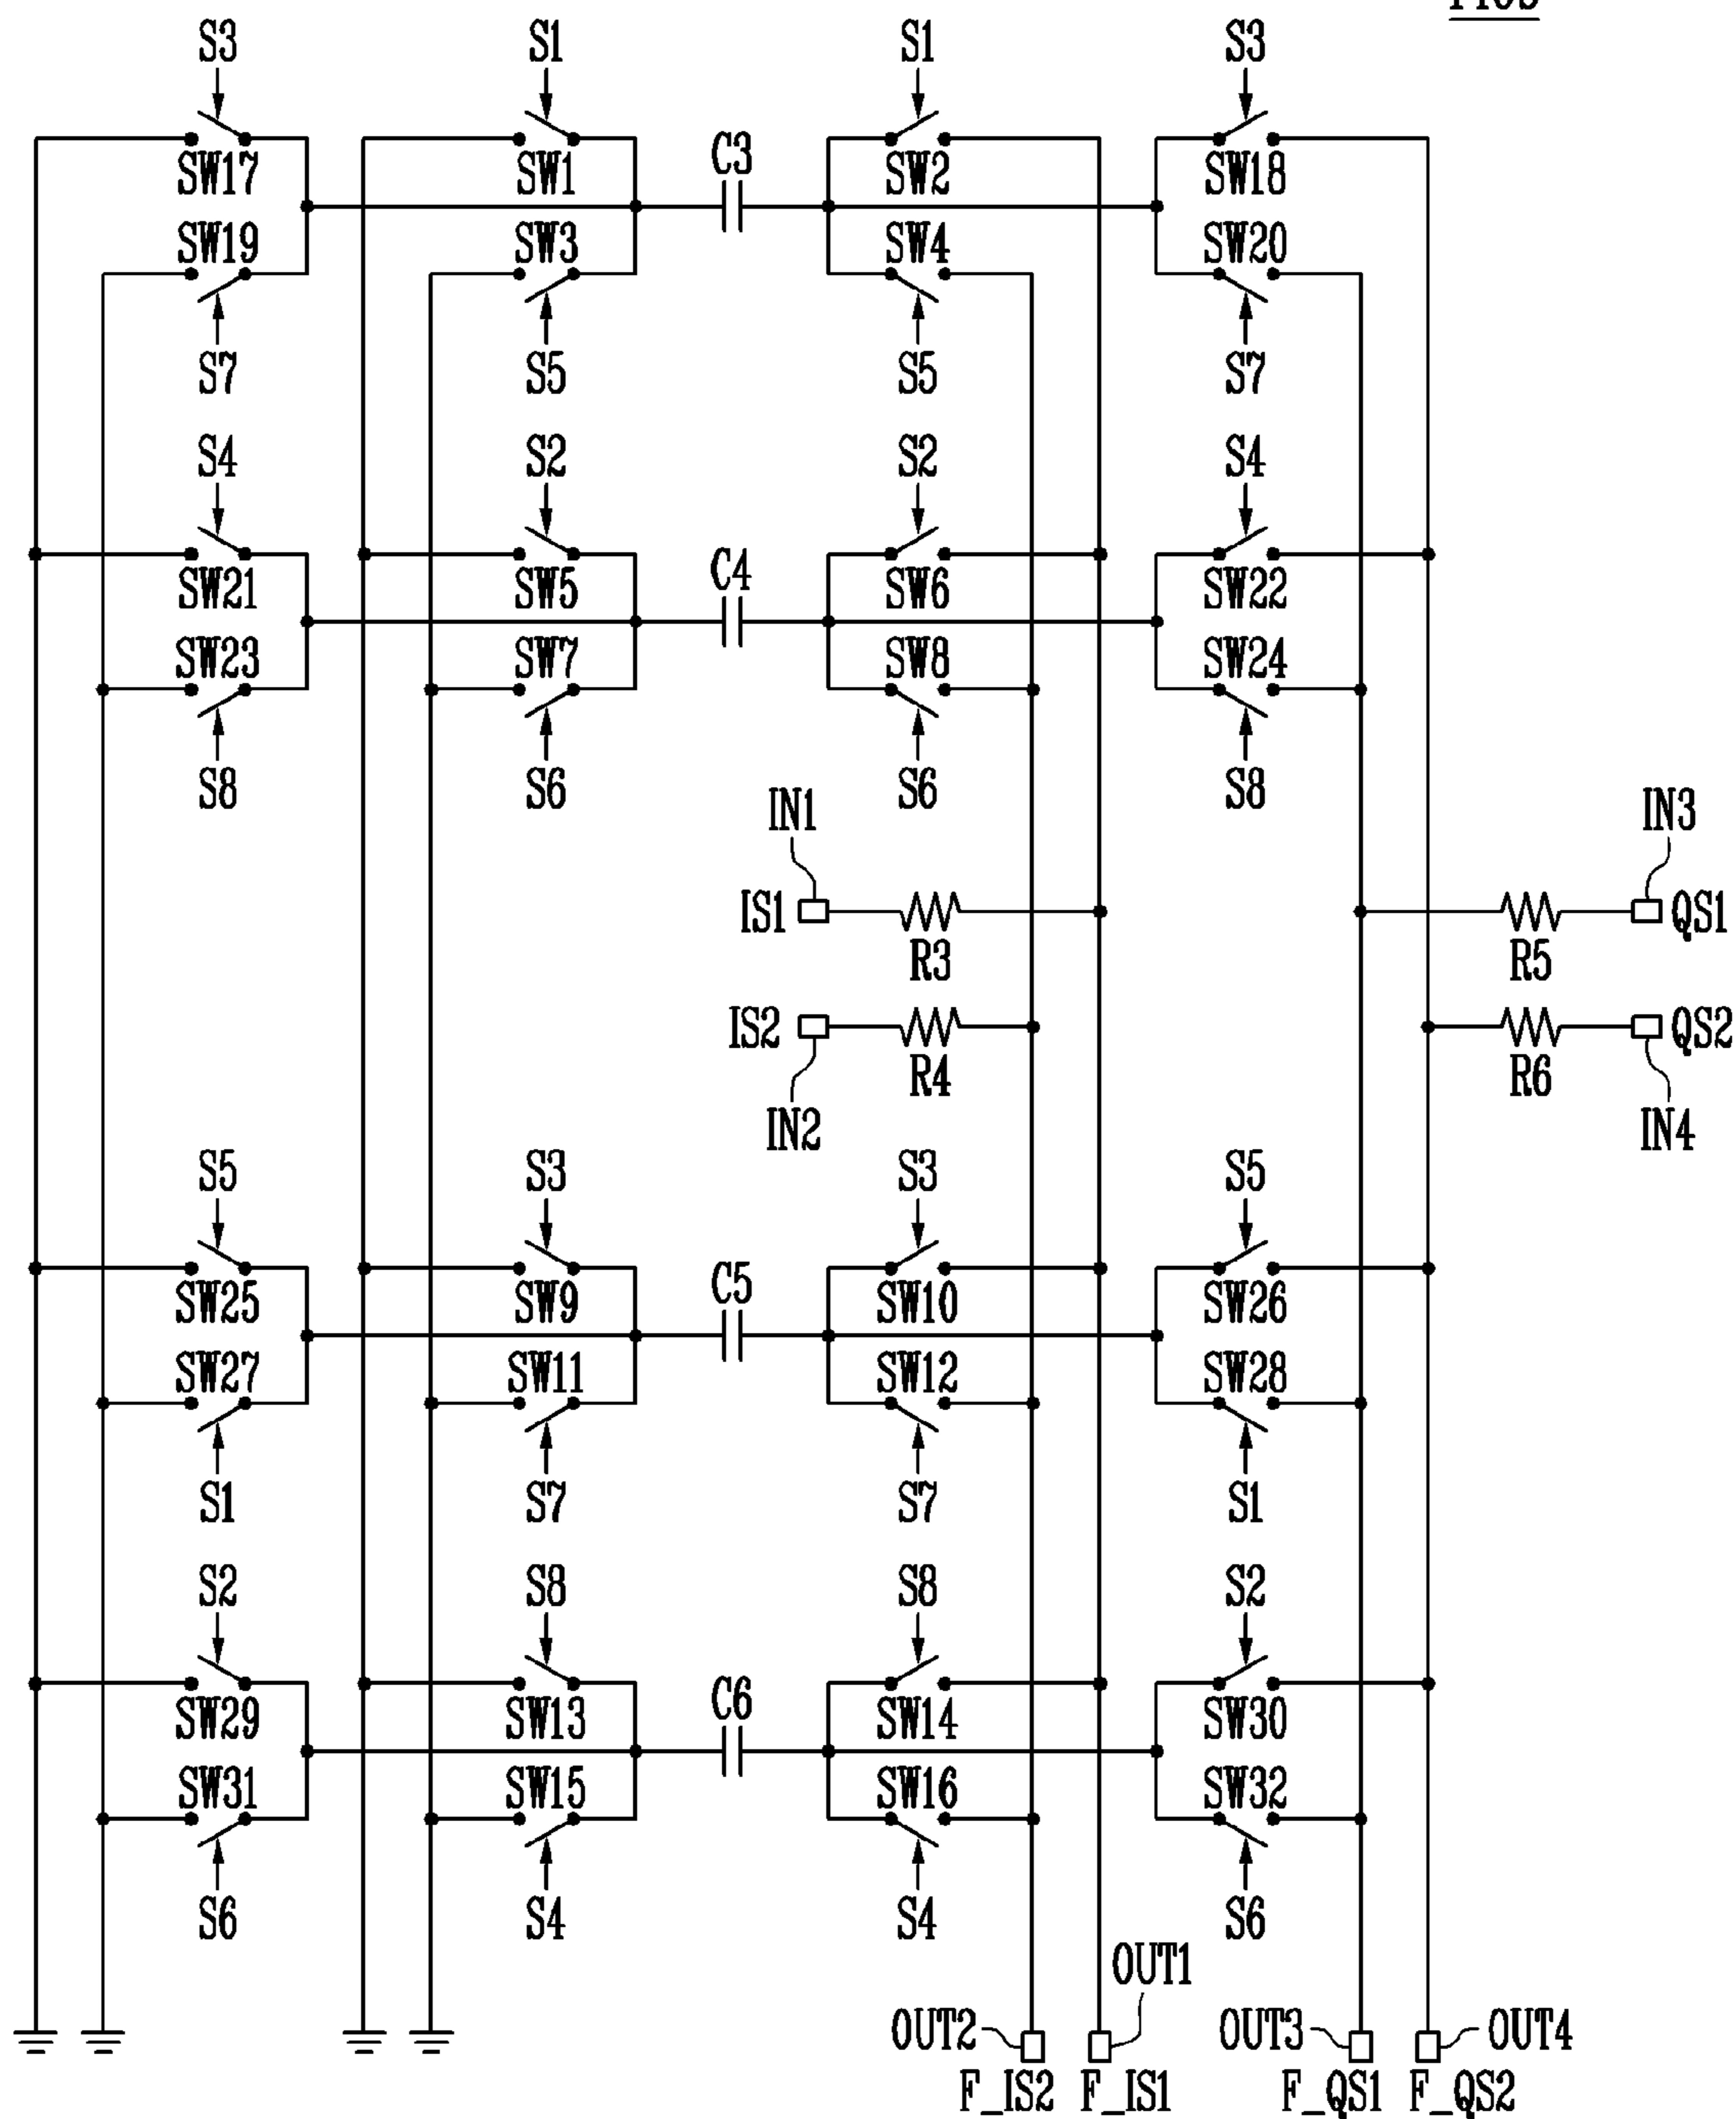 S3 S1 S1 S3
SW17 SW1 C3 SW2 SW18
SW19 SW3 SW4 SW20
S7 S5 S5 S7
S4 S2 S2 S4
SW21 SW5 C4 SW6 SW22
SW23 SW7 SW8 SW24
S8 S6 S6 S8
IN1 IN3
IS1 R3 R5 QS1
IS2 R4 R6 QS2
IN2 IN4
S5 S3 S3 S5
SW25 SW9 C5 SW10 SW26
SW27 SW11 SW12 SW28
S1 S7 S7 S1
S2 S8 S8 S2
SW29 SW13 C6 SW14 SW30
SW31 SW15 SW16 SW32
S6 S4 S4 S6
OUT1
OUT2 OUT3 OUT4
F_IS2 F_IS1 F_QS1 F_QS2